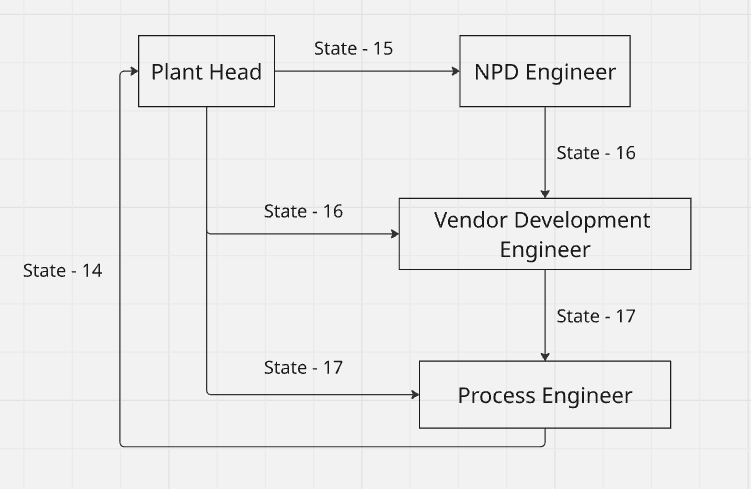 State - 15
Plant Head
NPD Engineer
State - 16
State - 16
Vendor Development
Engineer
State - 14
State - 17
State - 17
Process Engineer